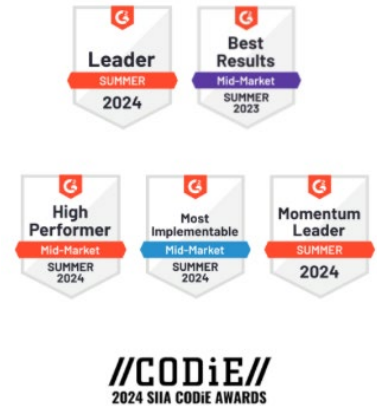 Leader
SUMMER
2024
Best
Results
Mid-Market
SUMMER
2023
High
Performer
Mid-Market
SUMMER
2024
Most
Implementable
Mid-Market
SUMMER
2024
Momentum
Leader
SUMMER
2024
//CODiE//
2024 SIIA CODiE AWARDS